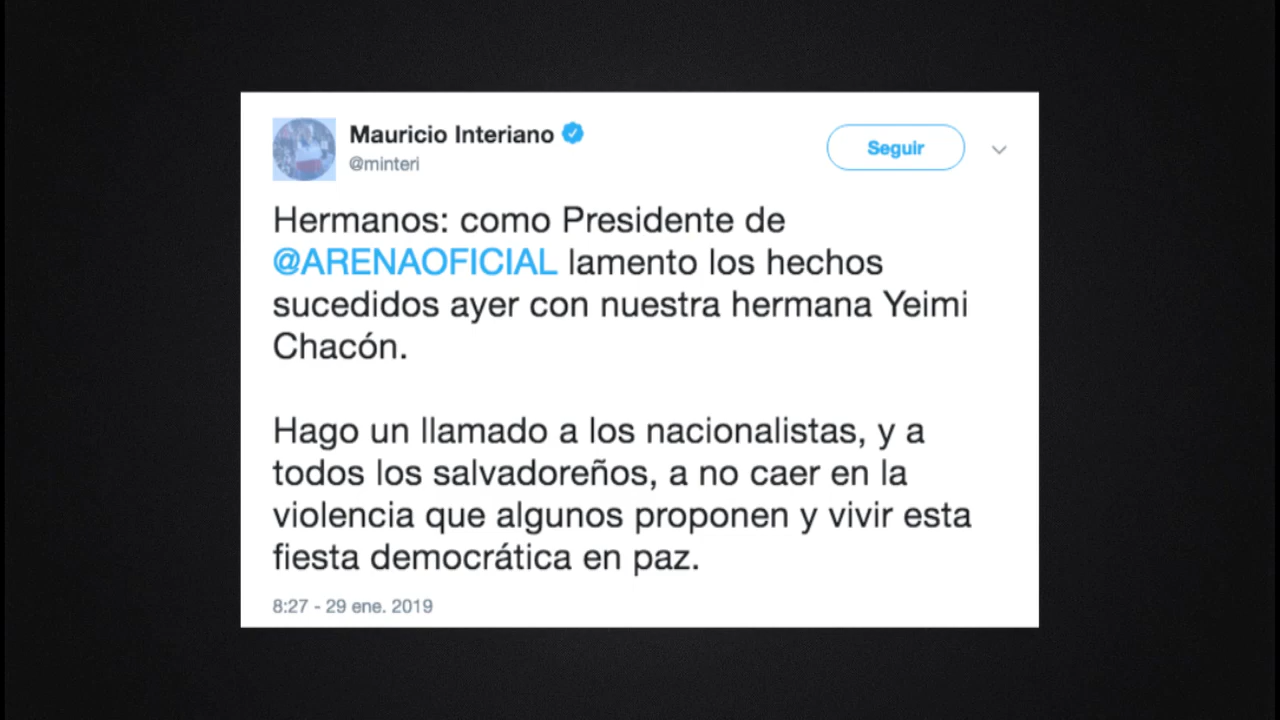 Mauricio Interiano
@minteri
Seguir
Hermanos: como Presidente de
@ARENAOFICIAL lamento los hechos
sucedidos ayer con nuestra hermana Yeimi
Chacón.
Hago un llamado a los nacionalistas, y a
todos los salvadoreños, a no caer en la
violencia que algunos proponen y vivir esta
fiesta democrática en paz.
8:27 - 29 ene. 2019